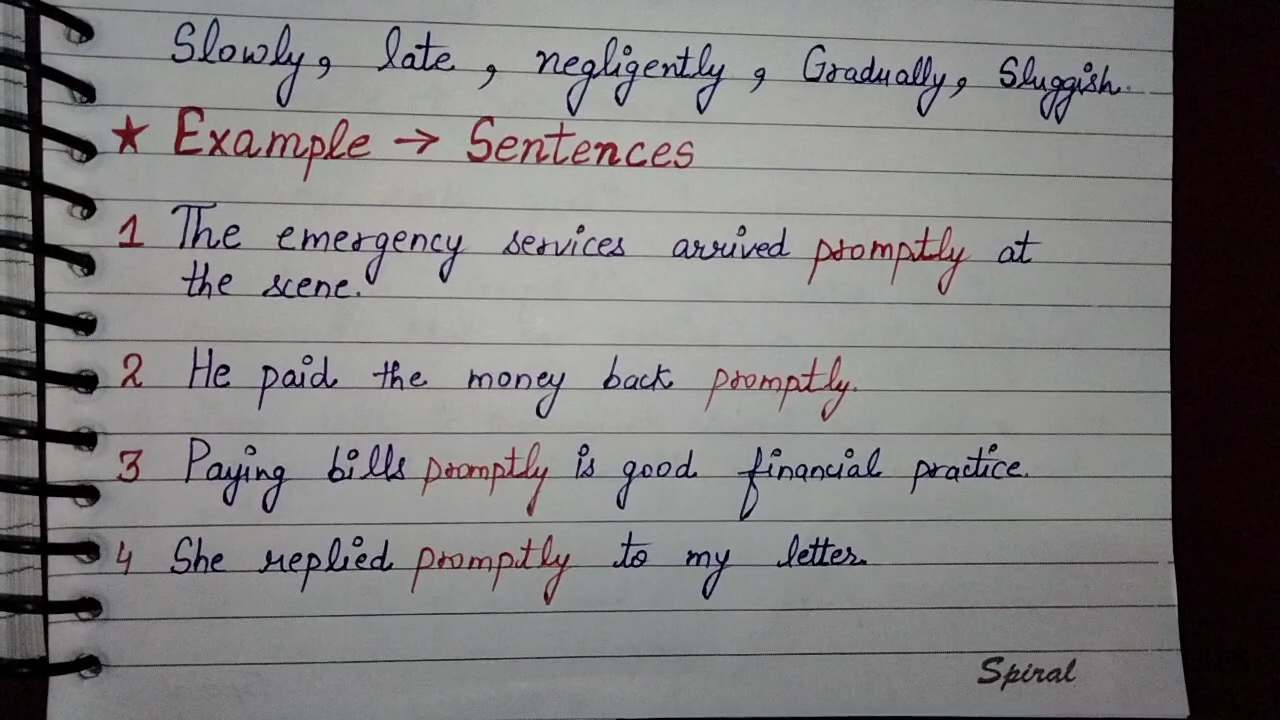 Slowly, late, negligently, Gradually, Sluggish.
★ Example → Sentences
1 The emergency services arrived promptly at
the scene.
2 He paid the money back promptly.
3 Paying bills promptly is good financial practice.
4 She replied promptly to my letter.
Spiral